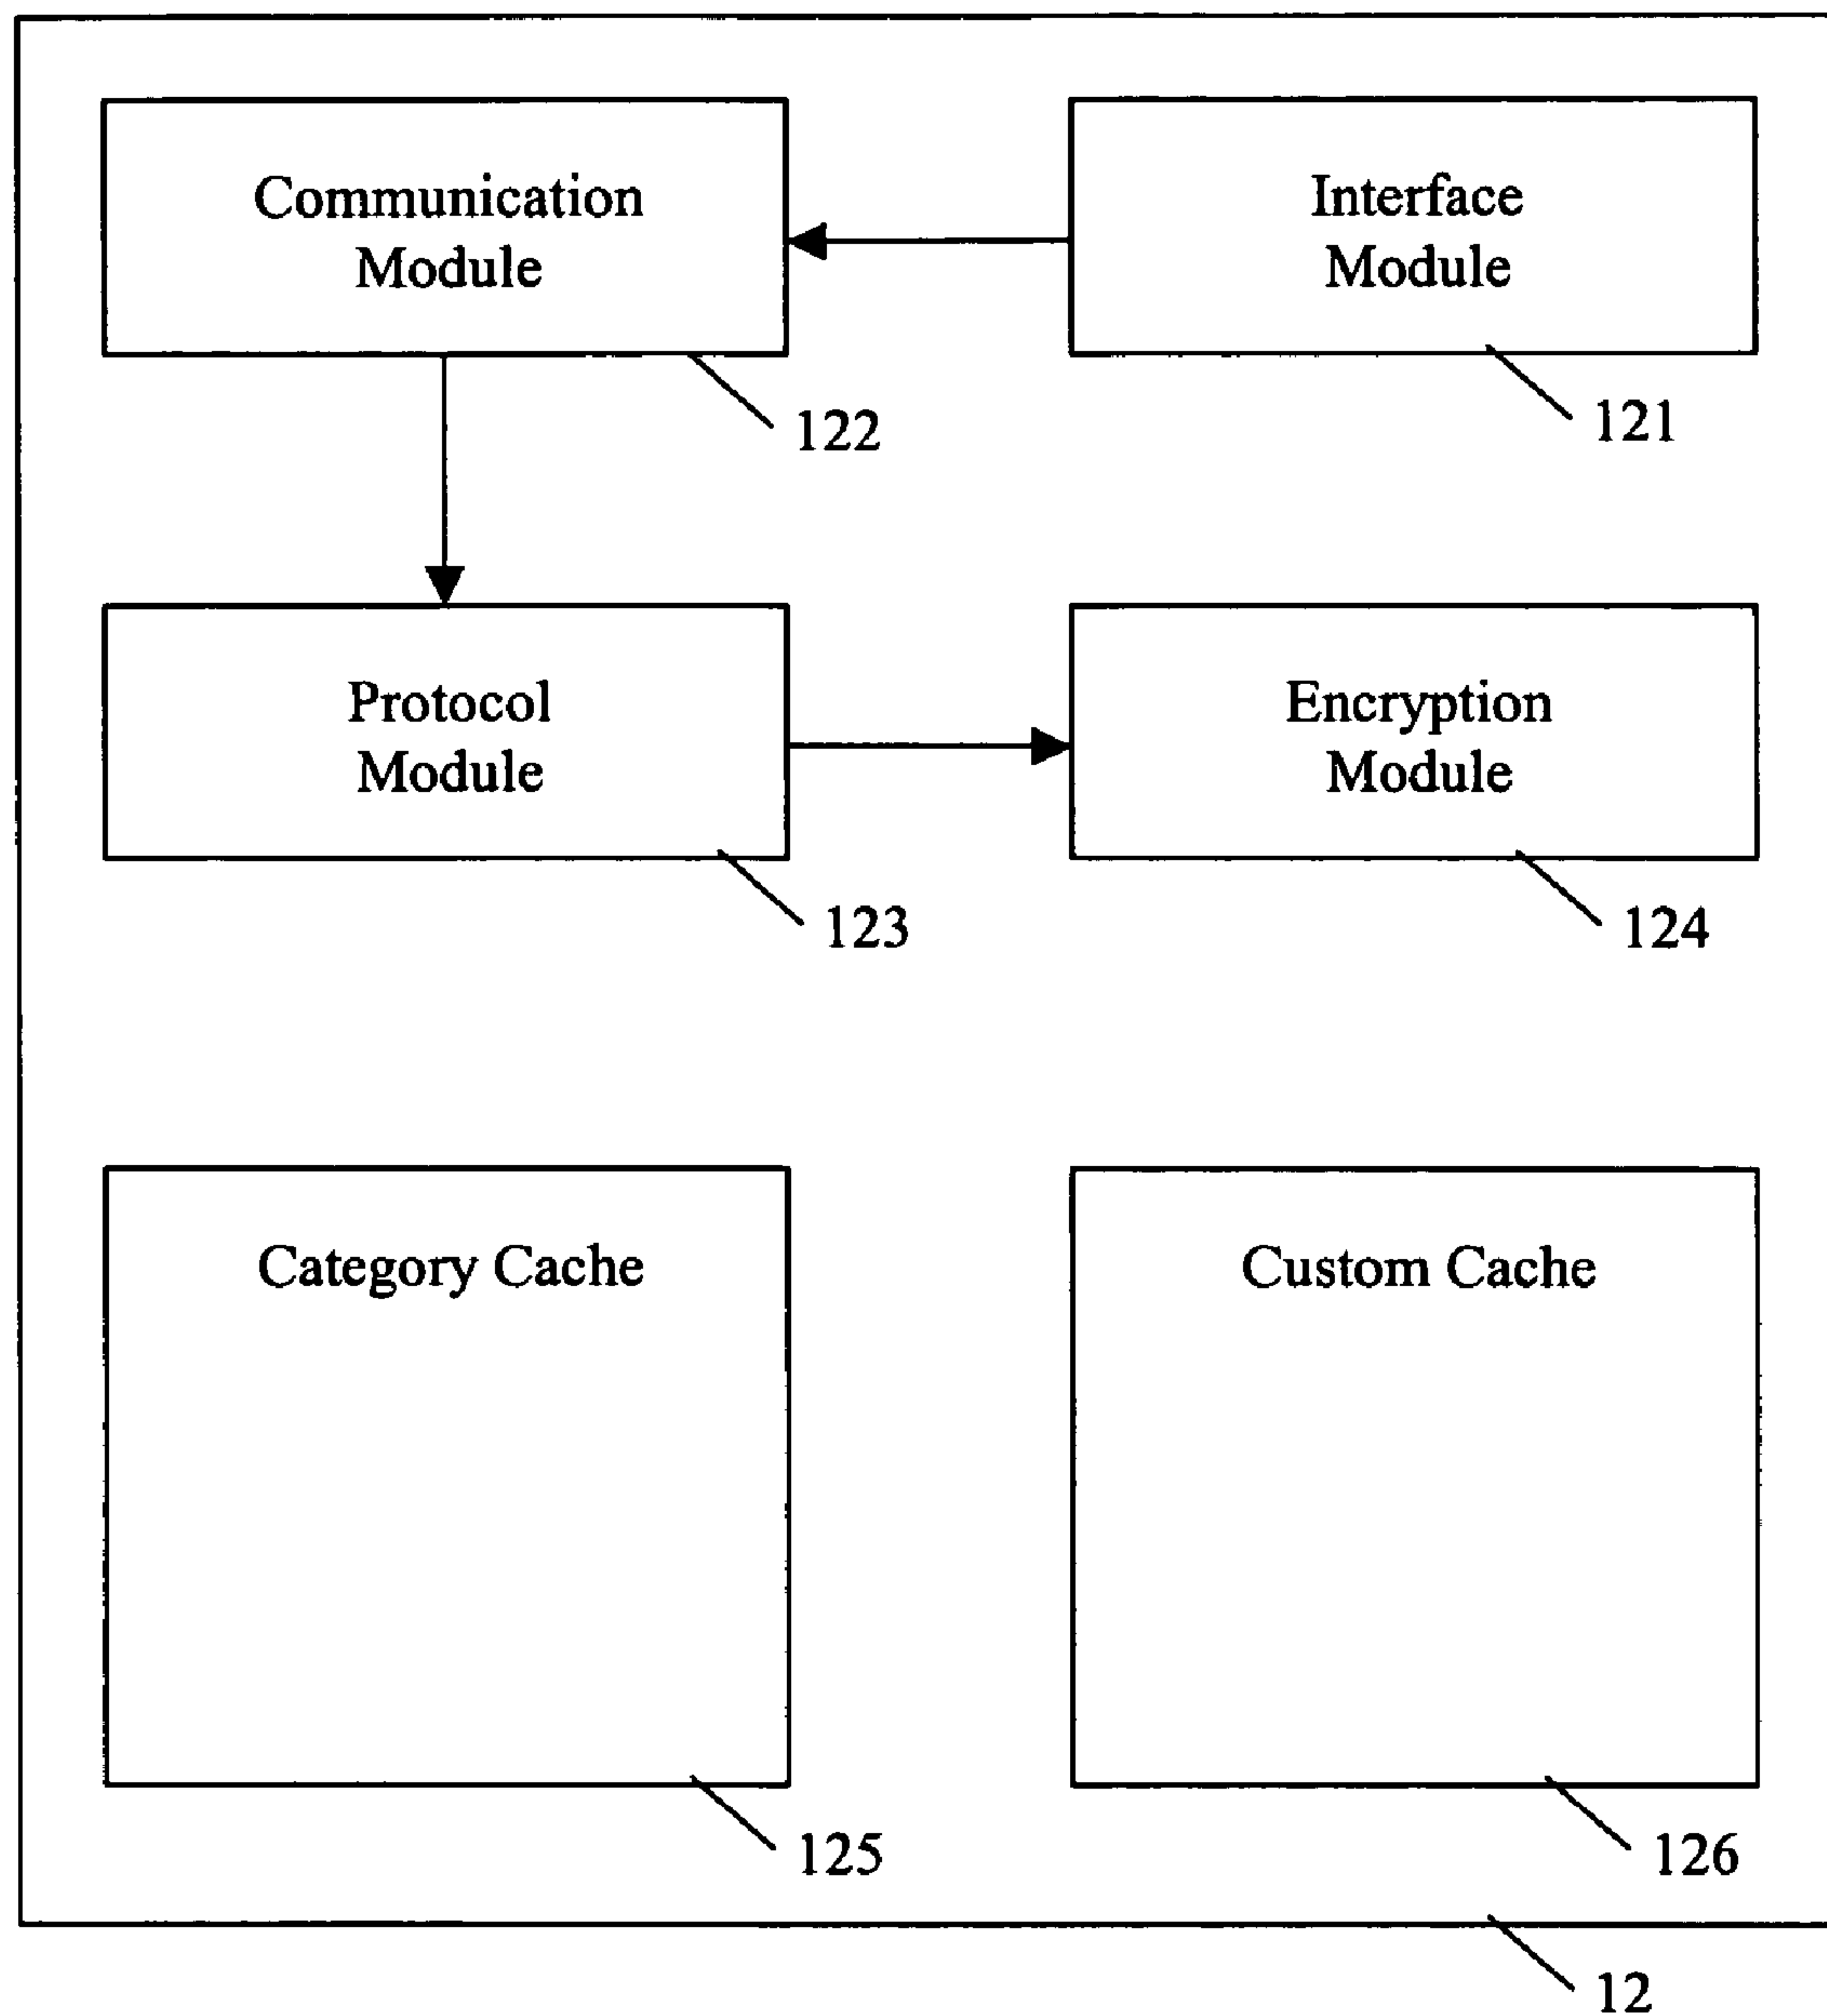 Communication
Module
Interface
Module
122
121
Protocol
Module
Encryption
Module
123
124
Category Cache
Custom Cache
125
126
12